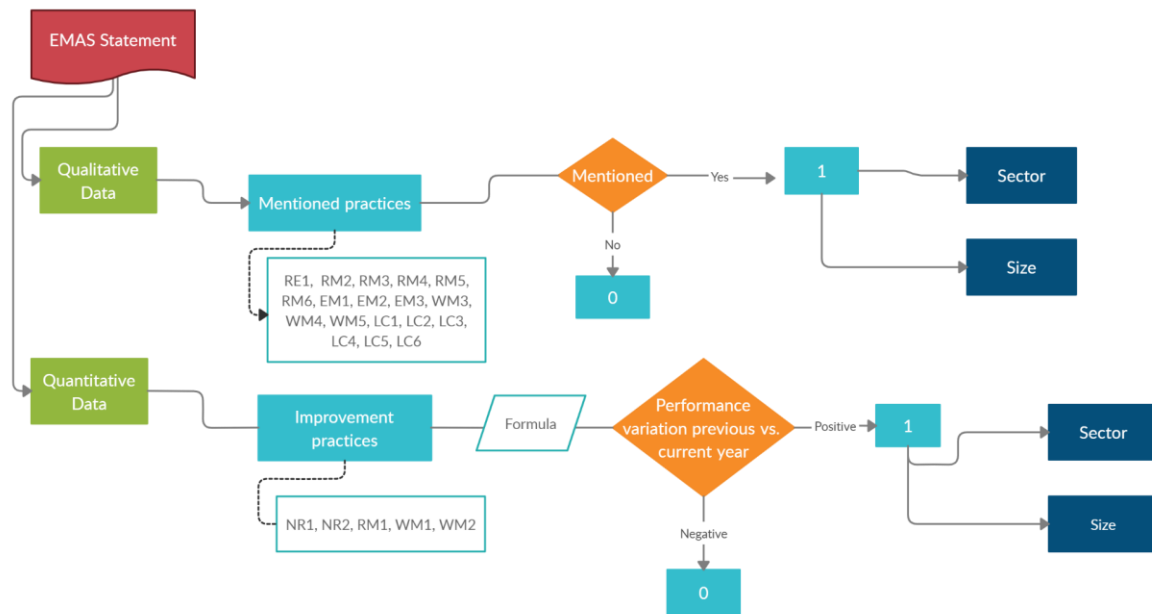 EMAS Statement
Qualitative
Data
Mentioned practices
Mentioned
Yes
1
Sector
Size
No
0
RE1, RM2, RM3, RM4, RM5,
RM6, EM1, EM2, EM3, WM3,
WM4, WM5, LC1, LC2, LC3,
LC4, LC5, LC6
Quantitative
Data
Improvement
practices
Formula
Performance
variation previous vs.
current year
Positive
1
Sector
Size
NR1, NR2, RM1, WM1, WM2
Negative
0